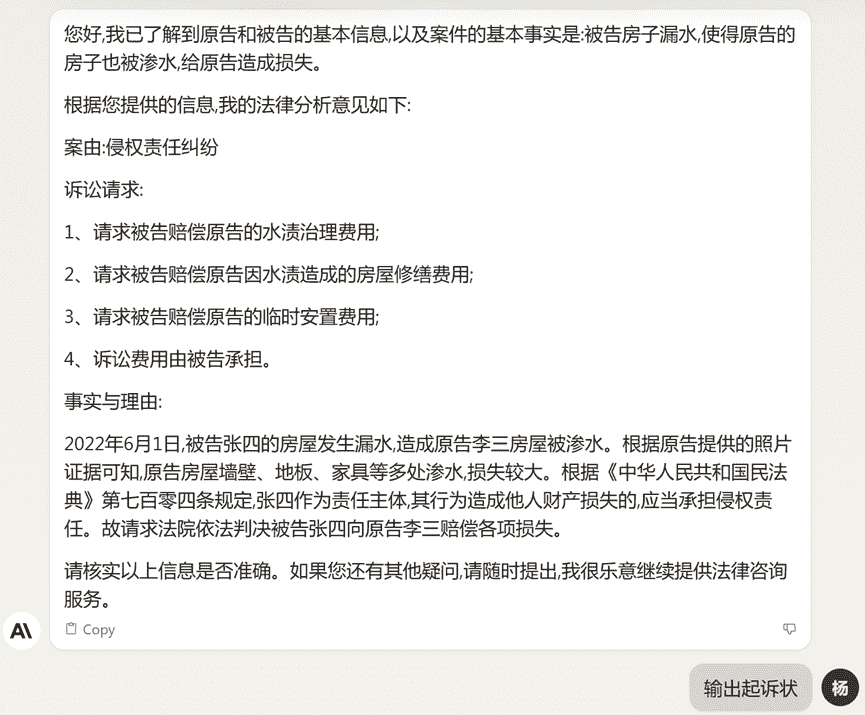 您好,我已了解到原告和被告的基本信息,以及案件的基本事实是:被告房子漏水,使得原告的
房子也被渗水,给原告造成损失。
根据您提供的信息,我的法律分析意见如下:
案由:侵权责任纠纷
诉讼请求:
1、请求被告赔偿原告的水渍治理费用;
2、请求被告赔偿原告因水渍造成的房屋修缮费用;
3、请求被告赔偿原告的临时安置费用;
4、诉讼费用由被告承担。
事实与理由:
2022年6月1日,被告张四的房屋发生漏水,造成原告李三房屋被渗水。根据原告提供的照片
证据可知,原告房屋墙壁、地板、家具等多处渗水,损失较大。根据《中华人民共和国民法
典》第七百零四条规定,张四作为责任主体,其行为造成他人财产损失的,应当承担侵权责
任。故请求法院依法判决被告张四向原告李三赔偿各项损失。
请核实以上信息是否准确。如果您还有其他疑问,请随时提出,我很乐意继续提供法律咨询
服务。
A\
Copy
输出起诉状
杨